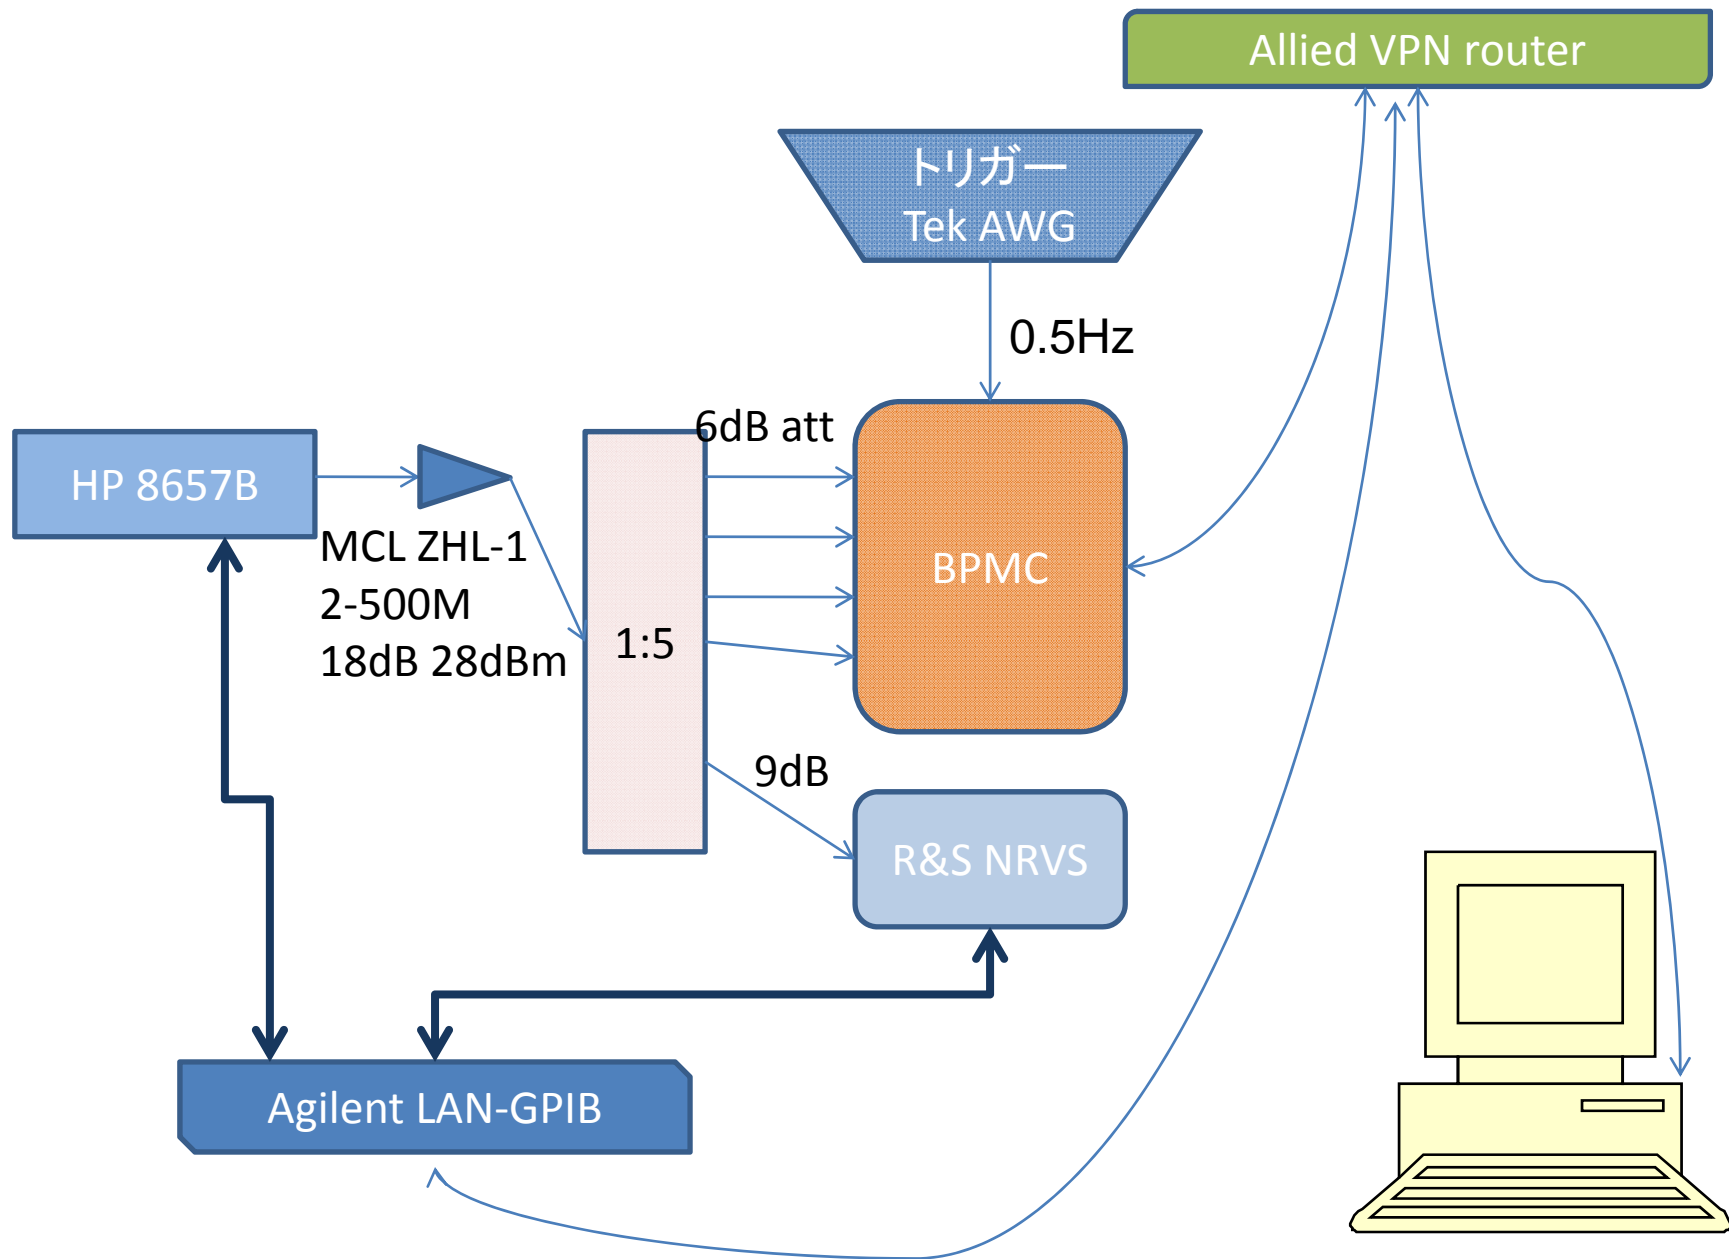 Allied VPN router
トリガー
Tek AWG
0.5Hz
6dB att
HP 8657B
MCL ZHL-1
2-500M
18dB 28dBm
1:5
BPMC
9dB
R&S NRVS
Agilent LAN-GPIB